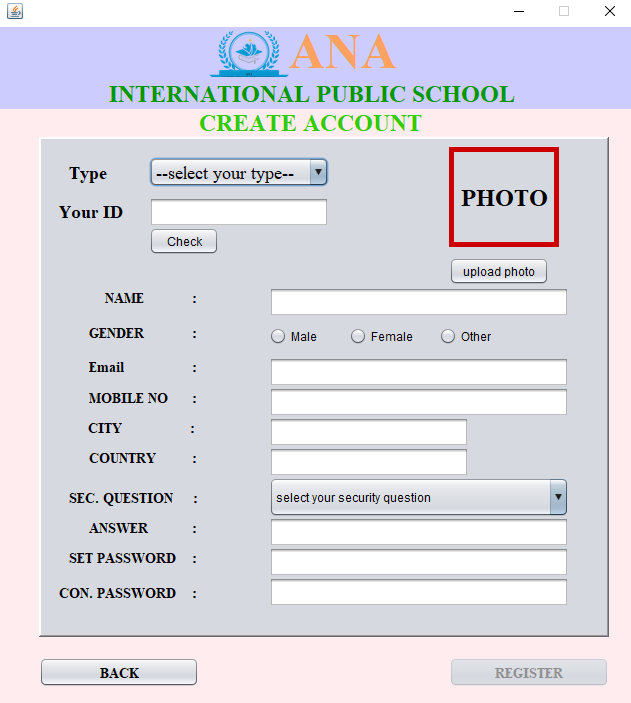 ANA
INTERNATIONAL PUBLIC SCHOOL
CREATE ACCOUNT
Type --select your type--
PHOTO
Your ID
Check
upload photo
NAME :
GENDER : Male Female Other
Email :
MOBILE NO :
CITY :
COUNTRY :
SEC. QUESTION : select your security question
ANSWER :
SET PASSWORD :
CON. PASSWORD :
BACK REGISTER